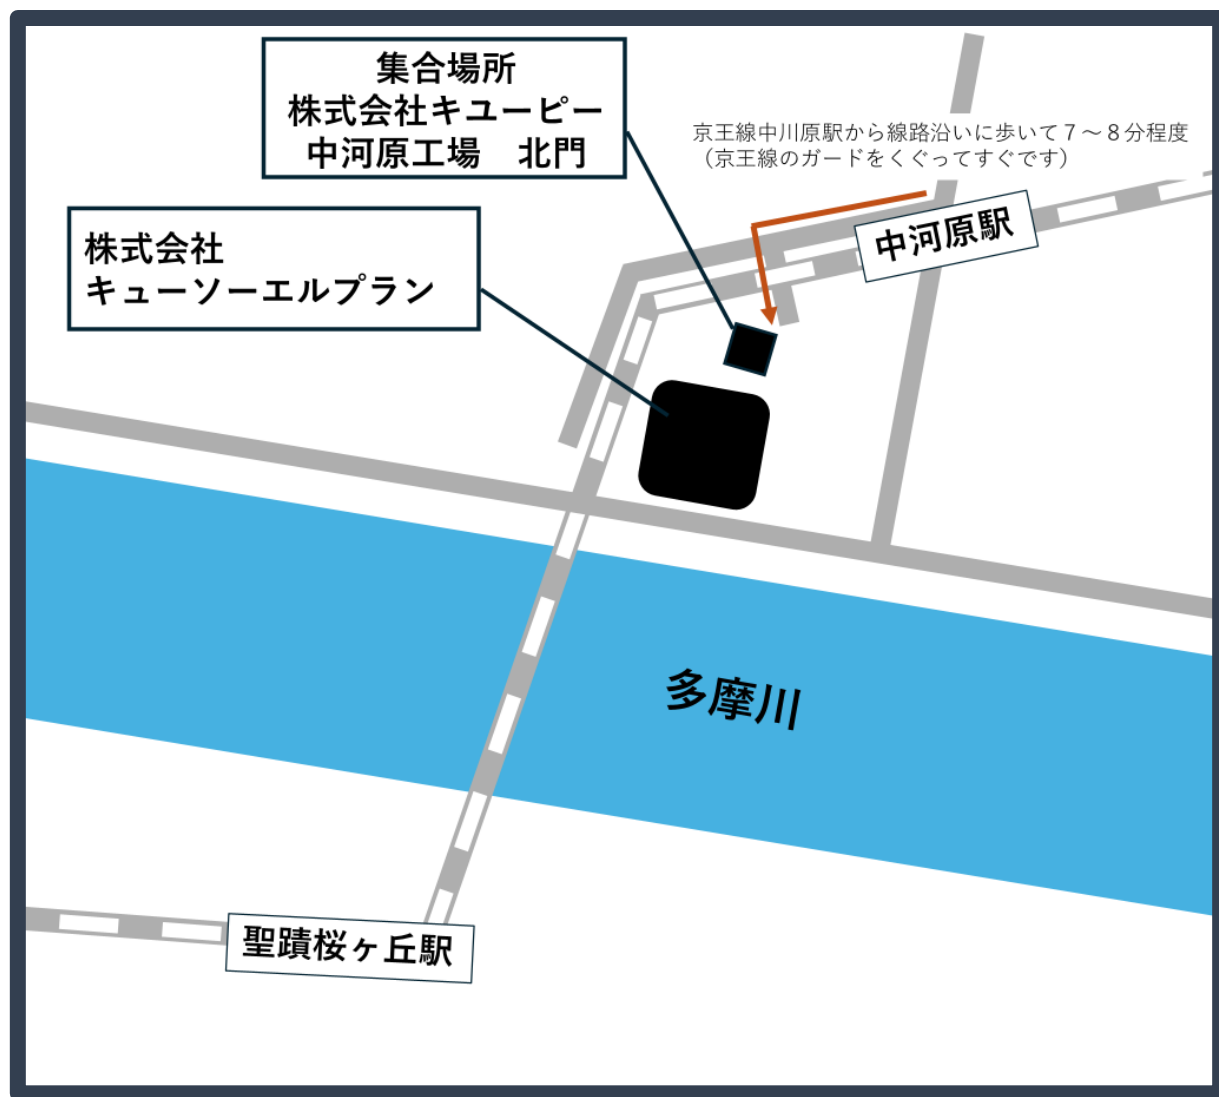 集合場所
株式会社キユーピー
中河原工場　北門
京王線中川原駅から線路沿いに歩いて７～８分程度
（京王線のガードをくぐってすぐです）
株式会社
キューソーエルプラン
中河原駅
多摩川
聖蹟桜ヶ丘駅